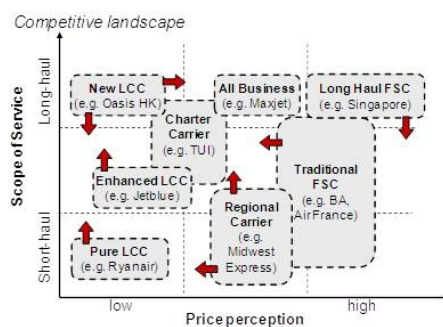 Competitive landscape
Scope of Service
Long-haul
Short-haul
New LCC
(e.g. Oasis HK)
All Business
(e.g. Maxjet)
Long Haul FSC
(e.g. Singapore)
Charter
Carrier
(e.g. TUI)
Enhanced LCC
(e.g. Jetblue)
Traditional
FSC
(e.g. BA,
Air France)
Regional
Carrier
(e.g.
Midwest
Express)
Pure LCC
(e.g. Ryanair)
low
high
Price perception